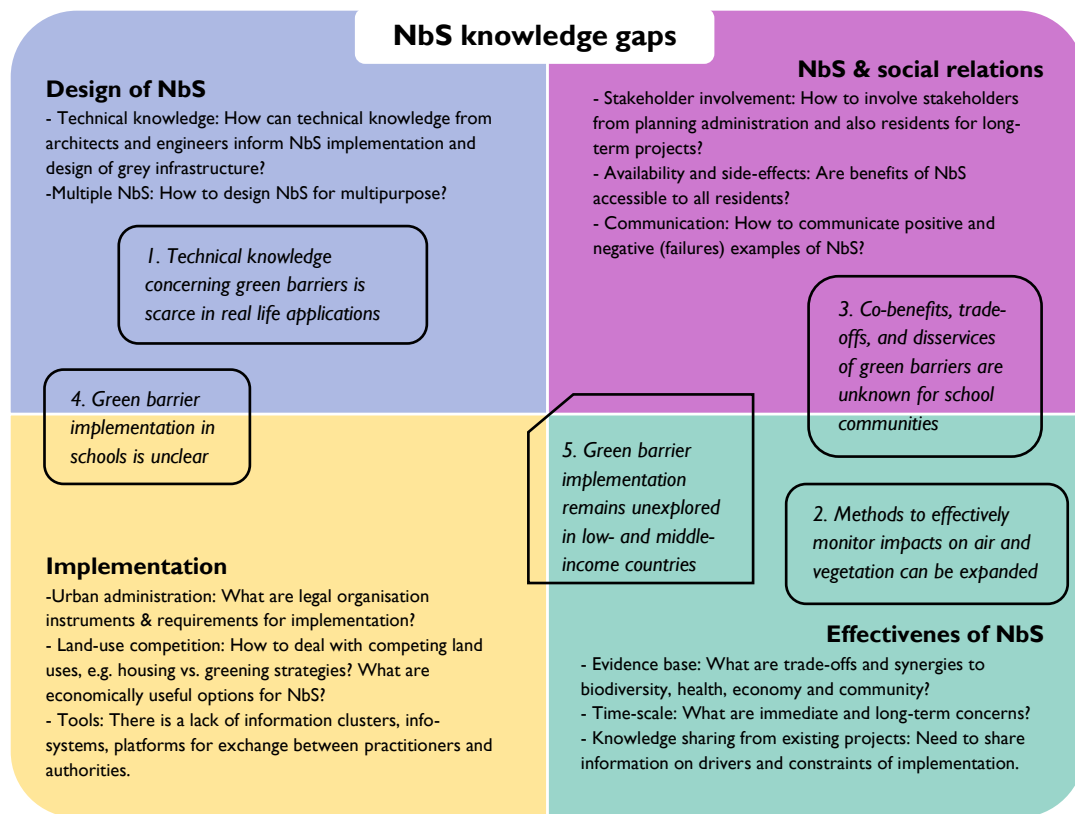 NbS knowledge gaps
Design of NbS
- Technical knowledge: How can technical knowledge from
architects and engineers inform NbS implementation and
design of grey infrastructure?
-Multiple NbS: How to design NbS for multipurpose?
1. Technical knowledge
concerning green barriers is
scarce in real life applications
NbS & social relations
- Stakeholder involvement: How to involve stakeholders
from planning administration and also residents for long-
term projects?
- Availability and side-effects: Are benefits of NbS
accessible to all residents?
- Communication: How to communicate positive and
negative (failures) examples of NbS?
3. Co-benefits, trade-
offs, and disservices
of green barriers are
unknown for school
communities
4. Green barrier
implementation in
schools is unclear
5. Green barrier
implementation
remains unexplored
in low- and middle-
income countries
2. Methods to effectively
monitor impacts on air and
vegetation can be expanded
Implementation
-Urban administration: What are legal organisation
instruments & requirements for implementation?
- Land-use competition: How to deal with competing land
uses, e.g. housing vs. greening strategies? What are
economically useful options for NbS?
- Tools: There is a lack of information clusters, info-
systems, platforms for exchange between practitioners and
authorities.
Effectivenes of NbS
- Evidence base: What are trade-offs and synergies to
biodiversity, health, economy and community?
- Time-scale: What are immediate and long-term concerns?
- Knowledge sharing from existing projects: Need to share
information on drivers and constraints of implementation.